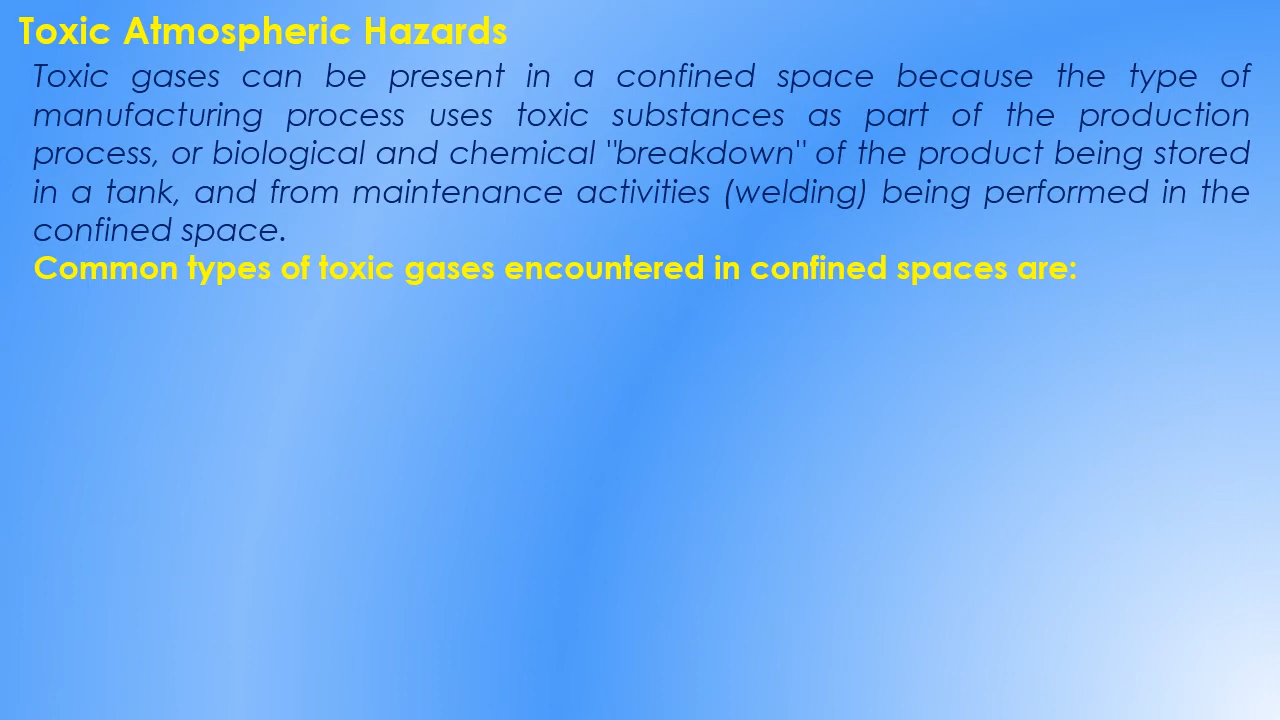 Toxic Atmospheric Hazards
Toxic gases can be present in a confined space because the type of
manufacturing process uses toxic substances as part of the production
process, or biological and chemical "breakdown" of the product being stored
in a tank, and from maintenance activities (welding) being performed in the
confined space.
Common types of toxic gases encountered in confined spaces are: